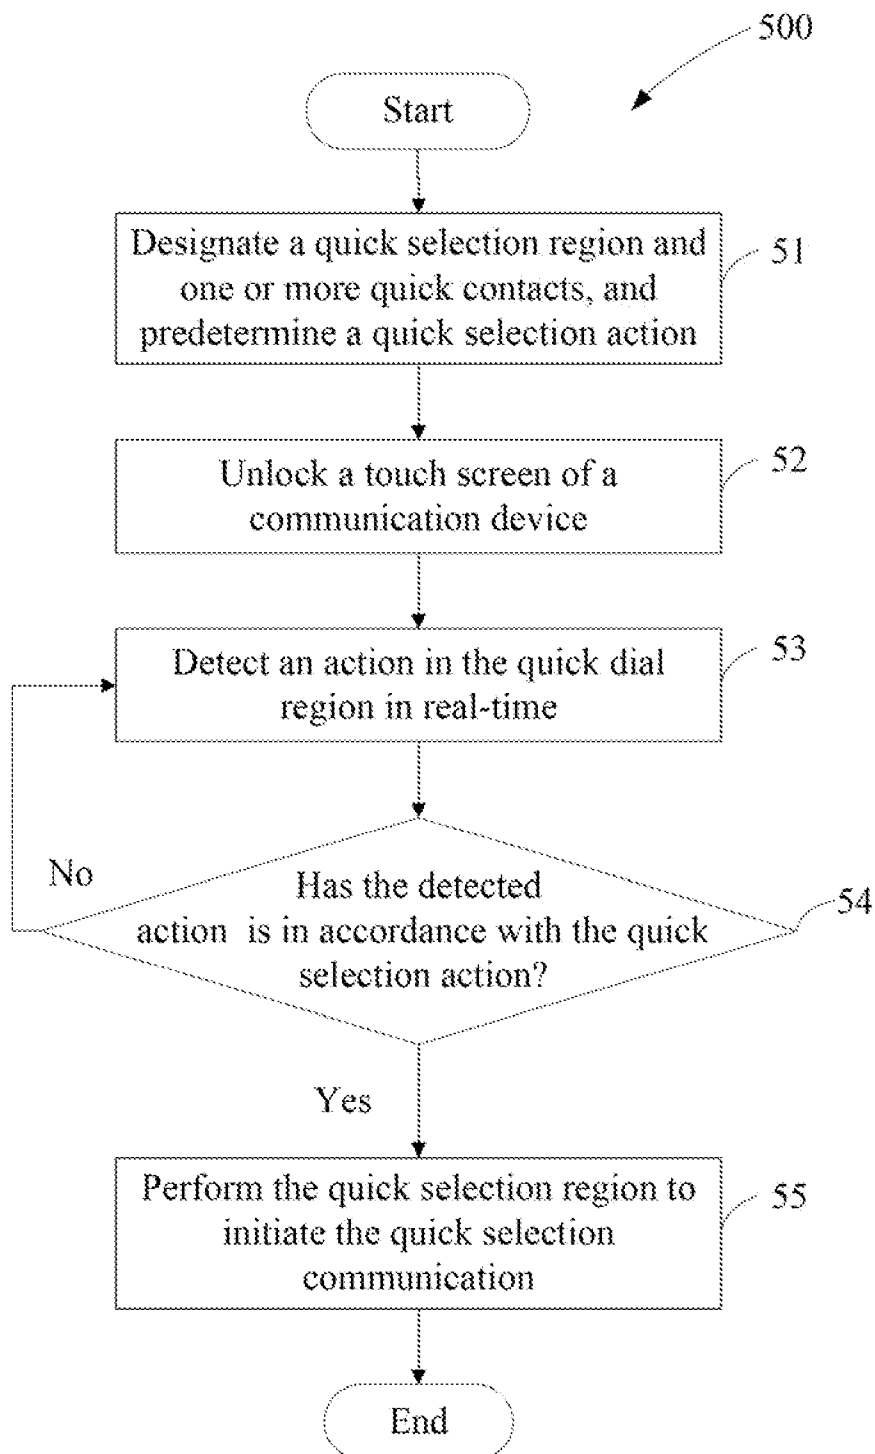 500
Start
Designate a quick selection region and
one or more quick contacts, and
predetermine a quick selection action
51
Unlock a touch screen of a
communication device
52
Detect an action in the quick dial
region in real-time
53
Has the detected
action is in accordance with the quick
selection action?
54
No
Yes
Perform the quick selection region to
initiate the quick selection
communication
55
End